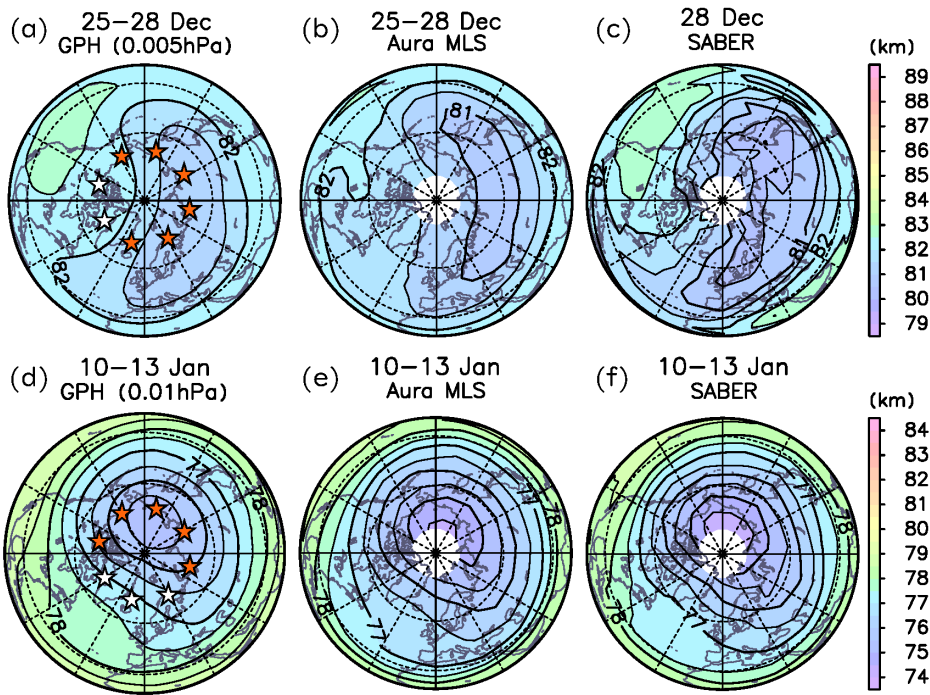 (a) 25−28 Dec
GPH (0.005hPa)
(b) 25−28 Dec
Aura MLS
(c) 28 Dec
SABER
(km)
82
82
81
82
82
82
81
82
89
88
87
86
85
84
83
82
81
80
79
(d) 10−13 Jan
GPH (0.01hPa)
(e) 10−13 Jan
Aura MLS
(f) 10−13 Jan
SABER
(km)
77
78
78
77
78
78
77
77
78
78
77
84
83
82
81
80
79
78
77
76
75
74